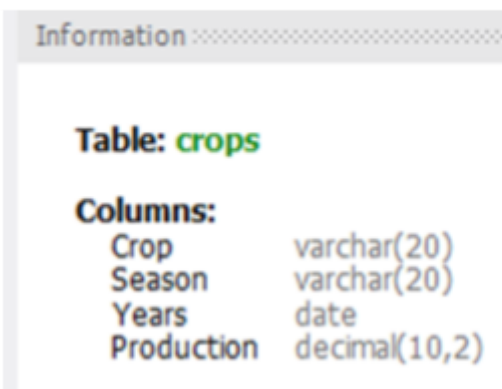 Information
Table: crops
Columns:
Crop varchar(20)
Season varchar(20)
Years date
Production decimal(10,2)